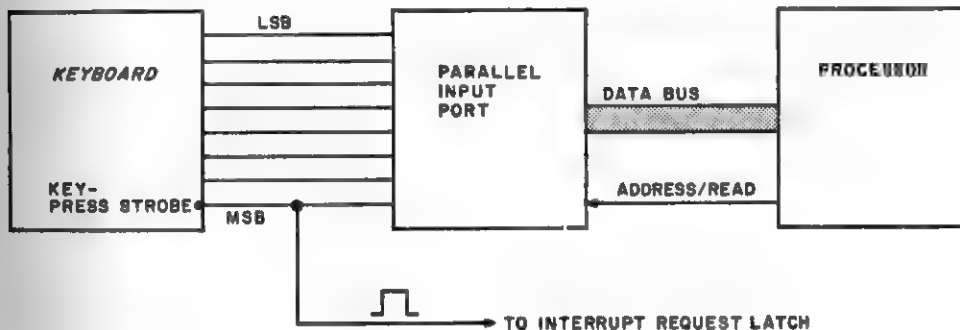 LSB
KEYBOARD
PARALLEL
INPUT
PORT
DATA BUS
KEY-
PRESS STROBE
MSB
ADDRESS/READ
TO INTERRUPT REQUEST LATCH